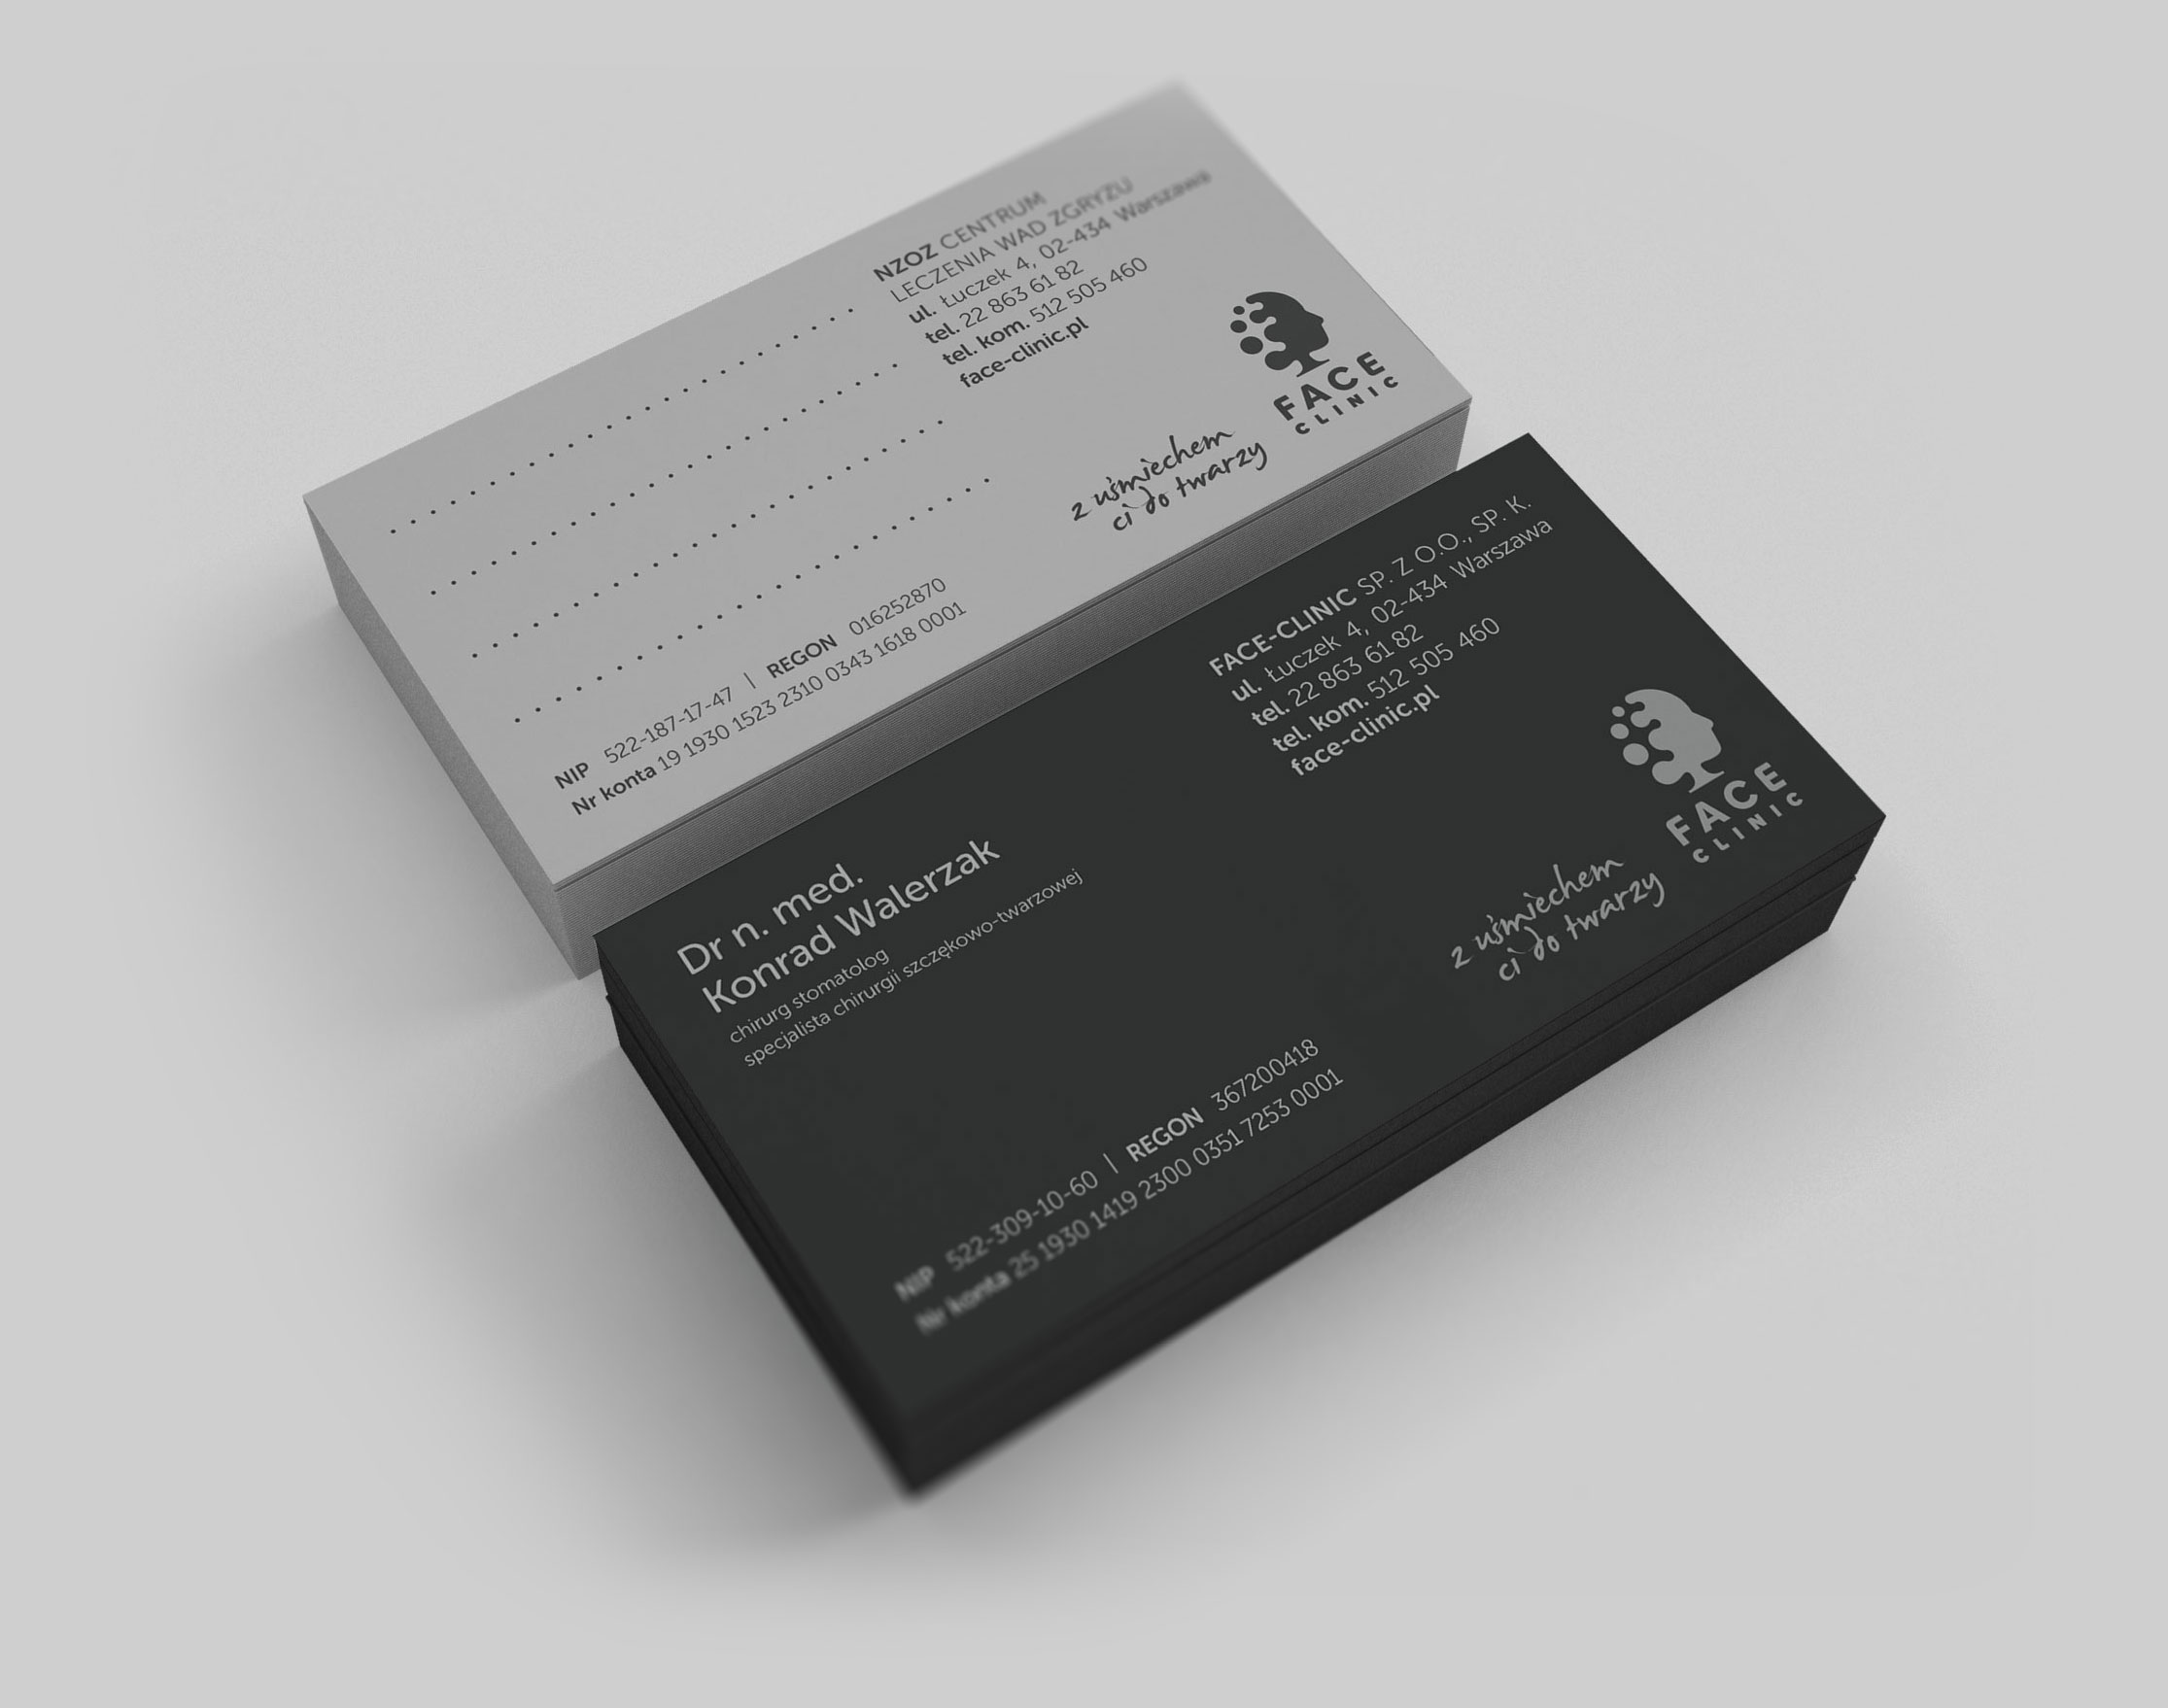 NZOZ CENTRUM
LECZENIA WAD ZGRYZU
ul. Łuczek 4, 02-434 Warszawa
tel. 22 863 61 82
tel. kom. 512 505 460
face-clinic.pl
FACE
CLINIC
z uśmiechem
ci do twarzy
NIP 522-187-17-47 | REGON 016252870
Nr konta 19 1930 1523 2310 0343 1618 0001
FACE-CLINIC SP. Z O.O., SP. K.
ul. Łuczek 4, 02-434 Warszawa
tel. 22 863 61 82
tel. kom. 512 505 460
face-clinic.pl
FACE
CLINIC
z uśmiechem
ci do twarzy
Dr n. med.
Konrad Walerzak
chirurg stomatolog
specjalista chirurgii szczękowo-twarzowej
NIP 522-309-10-60 | REGON 367200418
Nr konta 25 1930 1419 2300 0351 7253 0001